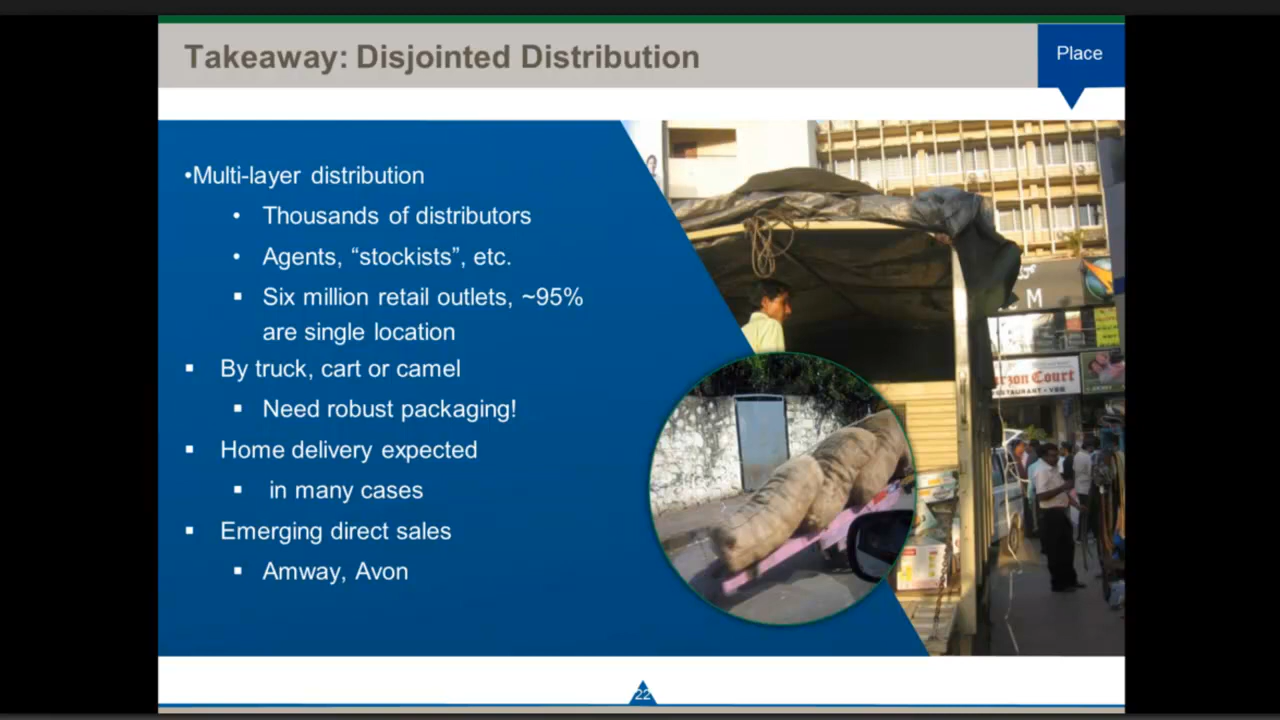 Takeaway: Disjointed Distribution
Place
•Multi-layer distribution
• Thousands of distributors
• Agents, “stockists”, etc.
▪ Six million retail outlets, ~95%
are single location
▪ By truck, cart or camel
▪ Need robust packaging!
▪ Home delivery expected
▪ in many cases
▪ Emerging direct sales
▪ Amway, Avon
M
Court
22